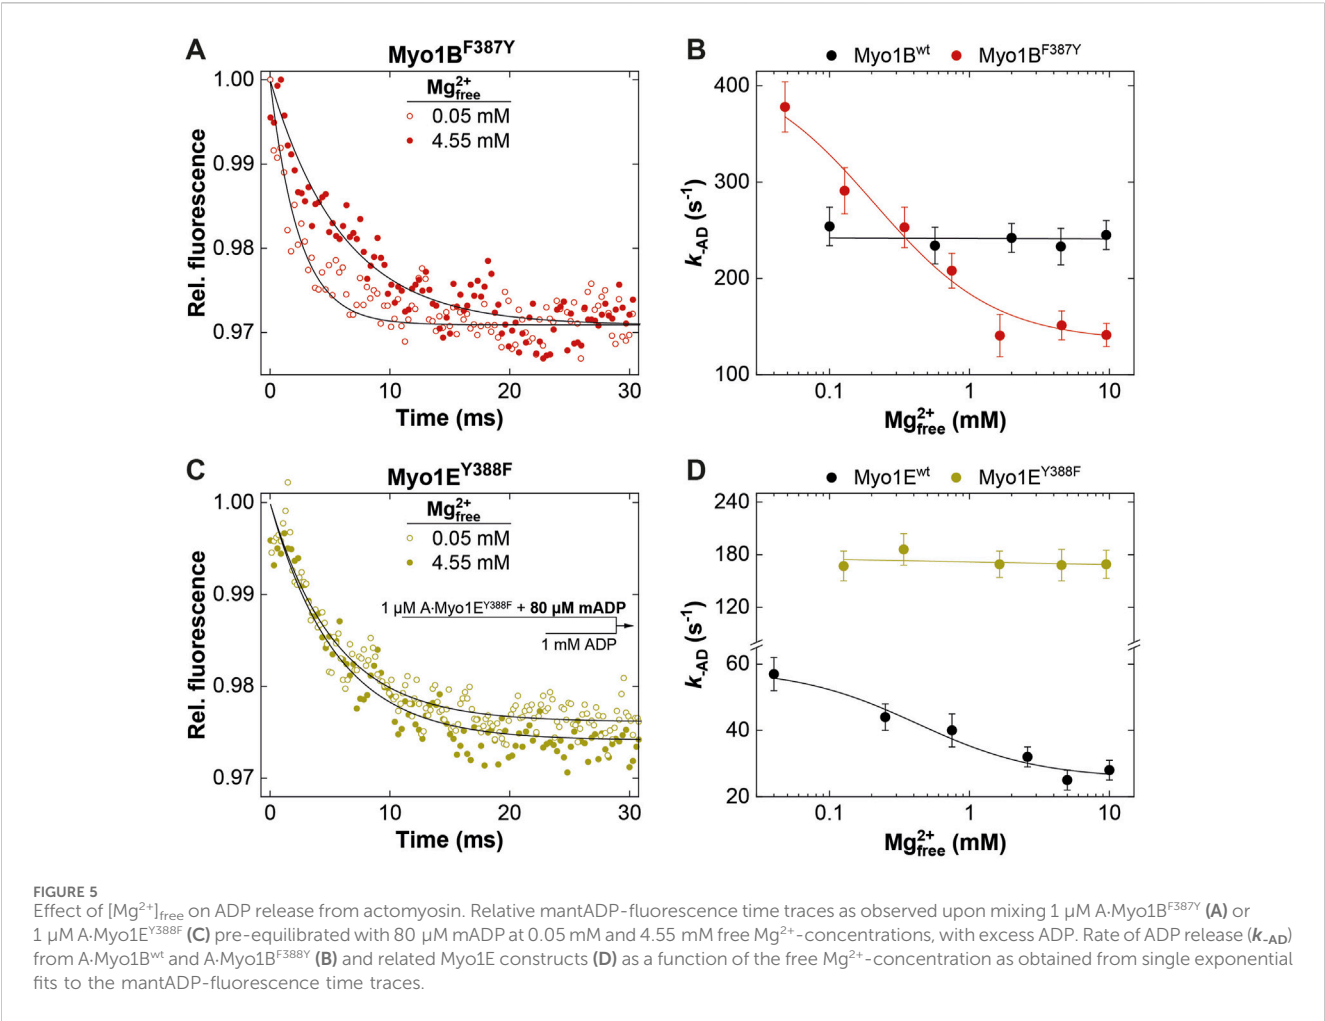 A
Myo1B^F387Y
Mg²⁺free
0.05 mM
4.55 mM
1.00
0.99
0.98
0.97
Rel. fluorescence
0 10 20 30
Time (ms)
B
Myo1B^wt Myo1B^F387Y
400
300
200
100
k-AD (s⁻¹)
0.1 1 10
Mg²⁺free (mM)
C
Myo1E^Y388F
Mg²⁺free
0.05 mM
4.55 mM
1 µM A·Myo1E^Y388F + 80 µM mADP
1 mM ADP
1.00
0.99
0.98
0.97
Rel. fluorescence
0 10 20 30
Time (ms)
D
Myo1E^wt Myo1E^Y388F
240
180
120
60
40
20
k-AD (s⁻¹)
0.1 1 10
Mg²⁺free (mM)
FIGURE 5
Effect of [Mg²⁺]free on ADP release from actomyosin. Relative mantADP-fluorescence time traces as observed upon mixing 1 µM A·Myo1B^F387Y (A) or
1 µM A·Myo1E^Y388F (C) pre-equilibrated with 80 µM mADP at 0.05 mM and 4.55 mM free Mg²⁺-concentrations, with excess ADP. Rate of ADP release (k-AD)
from A·Myo1B^wt and A·Myo1B^F388Y (B) and related Myo1E constructs (D) as a function of the free Mg²⁺-concentration as obtained from single exponential
fits to the mantADP-fluorescence time traces.